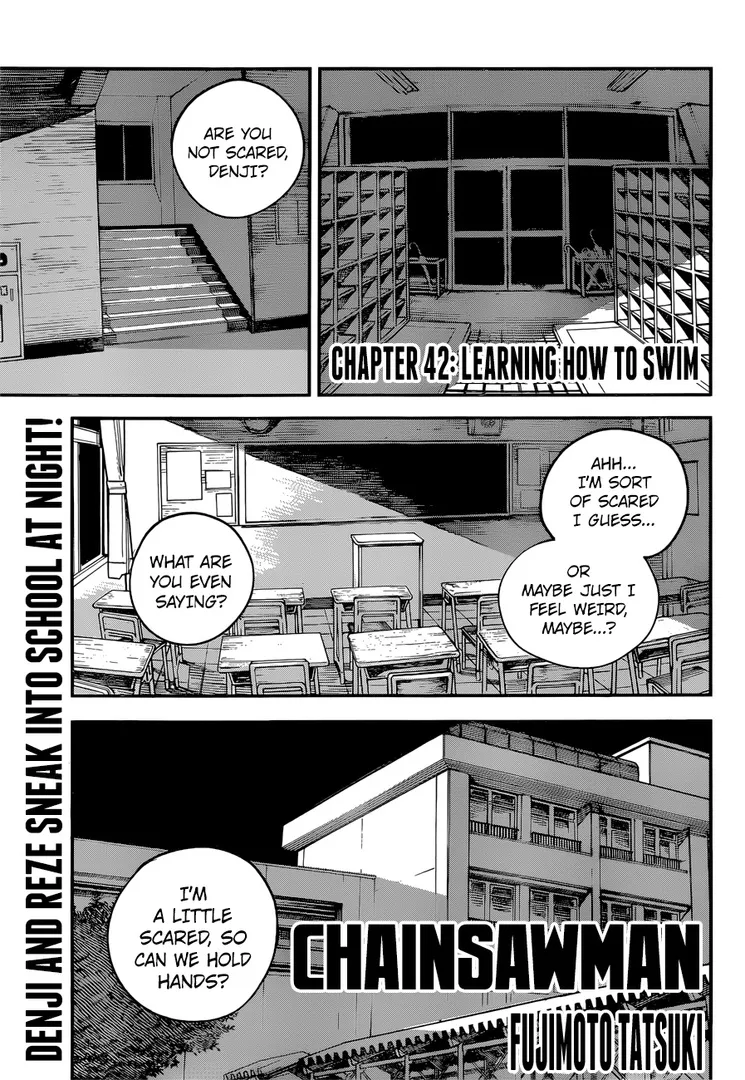 CHAPTER 42: LEARNING HOW TO SWIM
ARE YOU
NOT SCARED,
DENJI?
AHH...
I'M SORT
OF SCARED
I GUESS...
OR
MAYBE JUST I
FEEL WEIRD,
MAYBE...?
WHAT ARE
YOU EVEN
SAYING?
DENJI AND REZE SNEAK INTO SCHOOL AT NIGHT!
I'M
A LITTLE
SCARED, SO
CAN WE HOLD
HANDS?
CHAINSAWMAN
FUJIMOTO TATSUKI